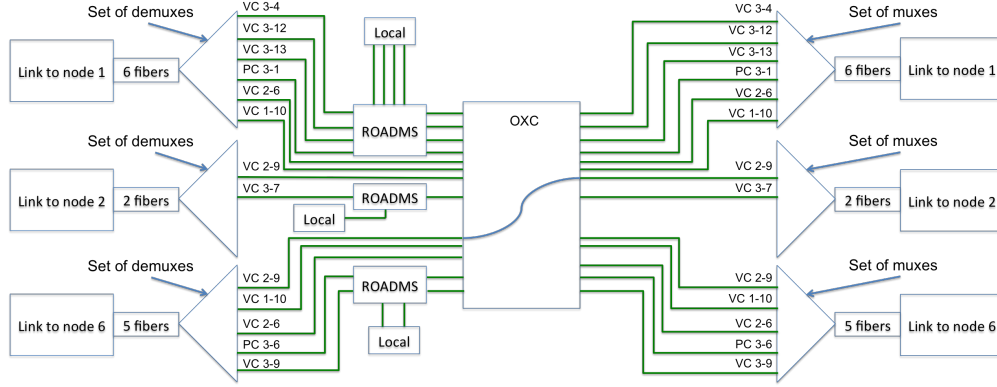 Set of demuxes
VC 3-4
VC 3-12
VC 3-13
PC 3-1
VC 2-6
VC 1-10
Link to node 1
6 fibers
Local
ROADMS
OXC
VC 3-4
VC 3-12
VC 3-13
PC 3-1
VC 2-6
VC 1-10
Set of muxes
6 fibers
Link to node 1
Set of demuxes
VC 2-9
VC 3-7
Link to node 2
2 fibers
ROADMS
Local
VC 2-9
VC 3-7
Set of muxes
2 fibers
Link to node 2
Set of demuxes
VC 2-9
VC 1-10
VC 2-6
PC 3-6
VC 3-9
Link to node 6
5 fibers
ROADMS
Local
VC 2-9
VC 1-10
VC 2-6
PC 3-6
VC 3-9
Set of muxes
5 fibers
Link to node 6